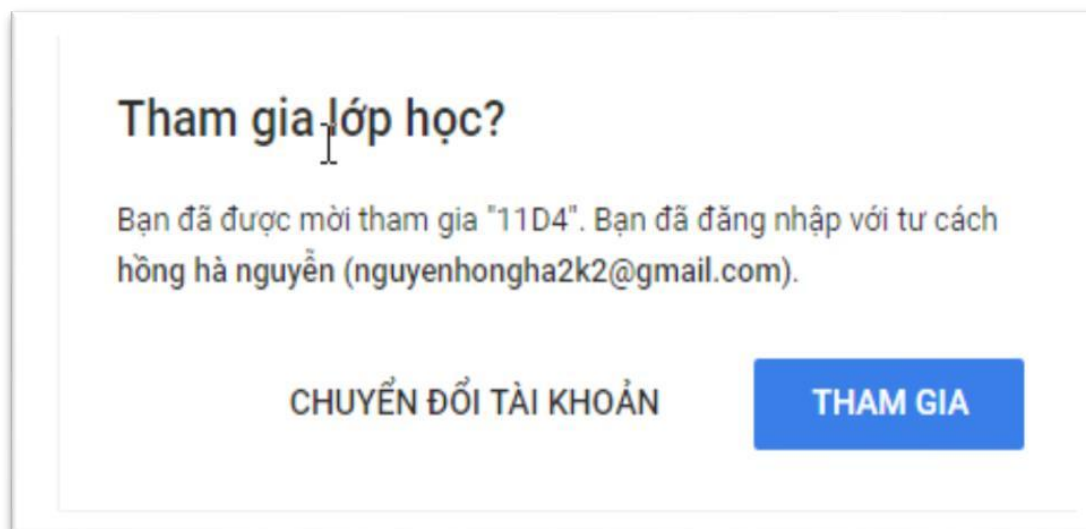 Tham gia lớp học?
Bạn đã được mời tham gia "11D4". Bạn đã đăng nhập với tư cách
hồng hà nguyễn (nguyenhongha2k2@gmail.com).
CHUYỂN ĐỔI TÀI KHOẢN THAM GIA